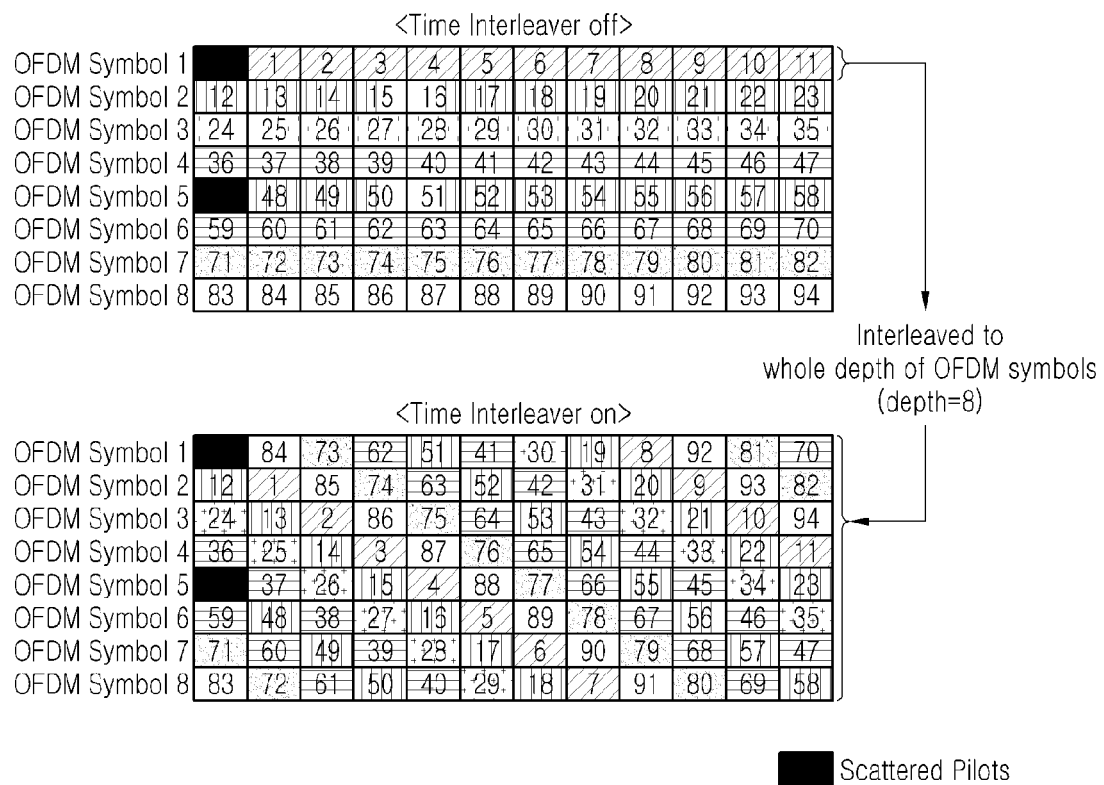 <Time Interleaver off>
OFDM Symbol 1 1 2 3 4 5 6 7 8 9 10 11
OFDM Symbol 2 12 13 14 15 16 17 18 19 20 21 22 23
OFDM Symbol 3 24 25 26 27 28 29 30 31 32 33 34 35
OFDM Symbol 4 36 37 38 39 40 41 42 43 44 45 46 47
OFDM Symbol 5 48 49 50 51 52 53 54 55 56 57 58
OFDM Symbol 6 59 60 61 62 63 64 65 66 67 68 69 70
OFDM Symbol 7 71 72 73 74 75 76 77 78 79 80 81 82
OFDM Symbol 8 83 84 85 86 87 88 89 90 91 92 93 94
Interleaved to
whole depth of OFDM symbols
(depth=8)
<Time Interleaver on>
OFDM Symbol 1 84 73 62 51 41 30 19 8 92 81 70
OFDM Symbol 2 12 1 85 74 63 52 42 31 20 9 93 82
OFDM Symbol 3 24 13 2 86 75 64 53 43 32 21 10 94
OFDM Symbol 4 36 25 14 3 87 76 65 54 44 33 22 11
OFDM Symbol 5 37 26 15 4 88 77 66 55 45 34 23
OFDM Symbol 6 59 48 38 27 16 5 89 78 67 56 46 35
OFDM Symbol 7 71 60 49 39 28 17 6 90 79 68 57 47
OFDM Symbol 8 83 72 61 50 40 29 18 7 91 80 69 58
Scattered Pilots